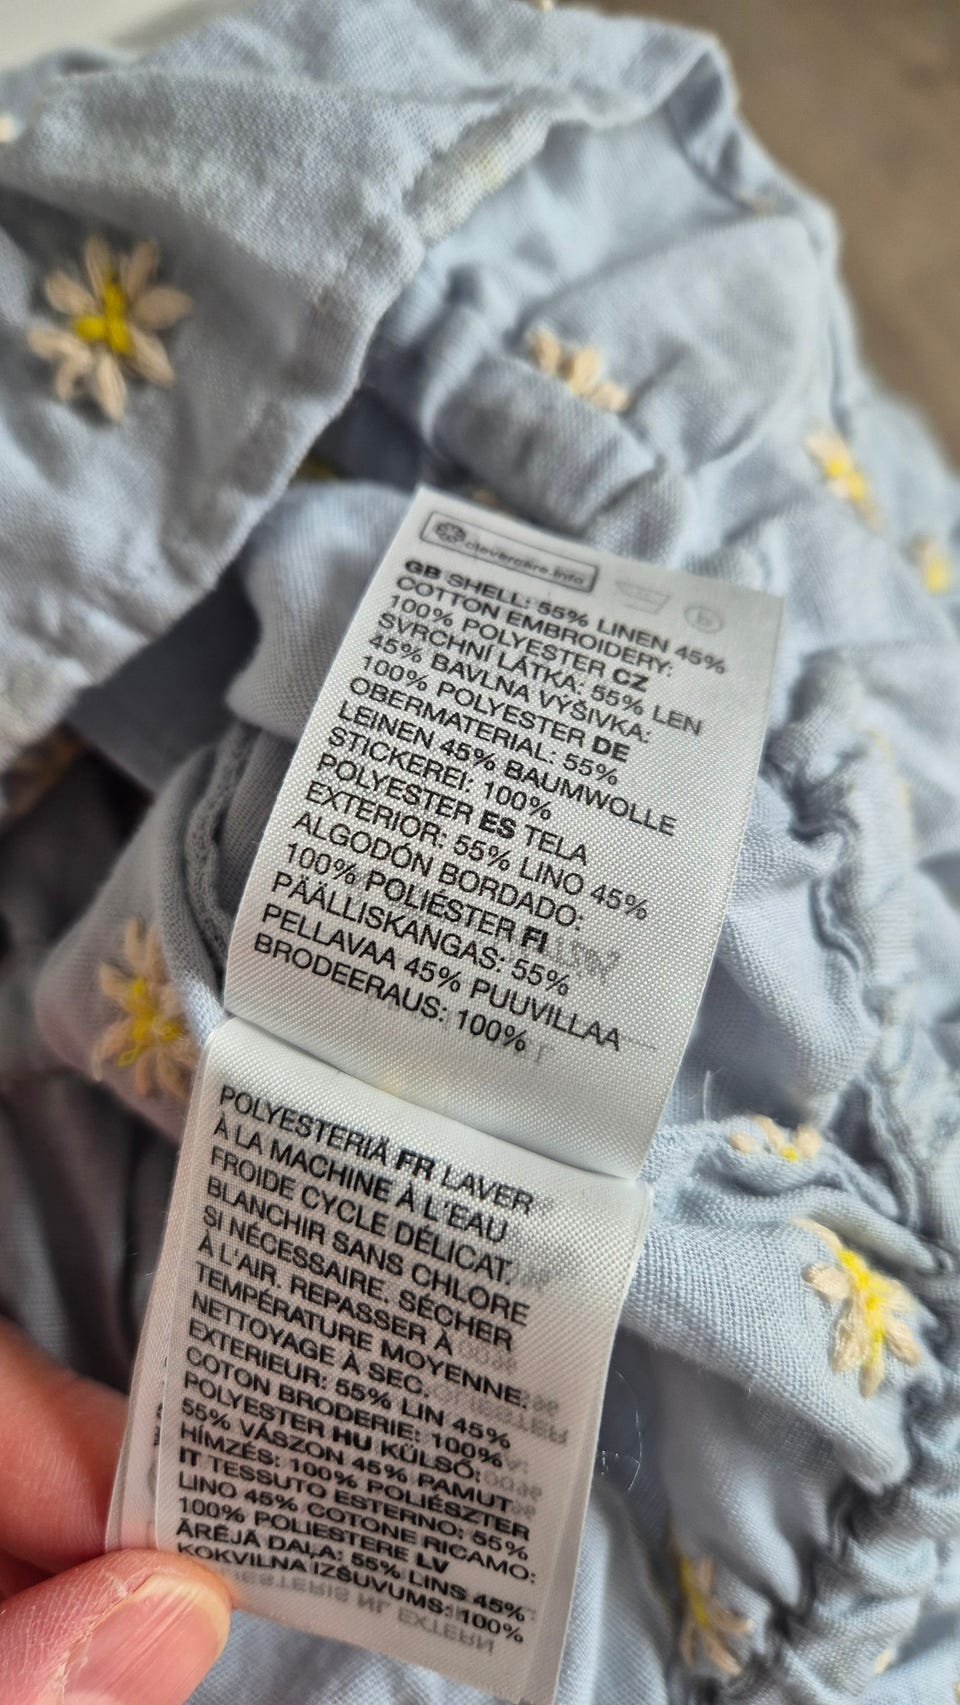 clevercare.info
GB SHELL: 55% LINEN 45%
COTTON EMBROIDERY:
100% POLYESTER CZ
SVRCHNÍ LÁTKA: 55% LEN
45% BAVLNA VÝŠIVKA:
100% POLYESTER DE
OBERMATERIAL: 55%
LEINEN 45% BAUMWOLLE
STICKEREI: 100%
POLYESTER ES TELA
EXTERIOR: 55% LINO 45%
ALGODÓN BORDADO:
100% POLIÉSTER FI
PÄÄLLISKANGAS: 55%
PELLAVAA 45% PUUVILLAA
BRODEERAUS: 100%
POLYESTERIÄ FR LAVER
À LA MACHINE À L'EAU
FROIDE CYCLE DÉLICAT.
BLANCHIR SANS CHLORE
SI NÉCESSAIRE. SÉCHER
À L'AIR. REPASSER À
TEMPÉRATURE MOYENNE.
NETTOYAGE À SEC.
EXTERIEUR: 55% LIN 45%
COTON BRODERIE: 100%
POLYESTER HU KÜLSŐ:
55% VÁSZON 45% PAMUT
HÍMZÉS: 100% POLIÉSZTER
IT TESSUTO ESTERNO: 55%
LINO 45% COTONE RICAMO:
100% POLIESTERE LV
ĀRĒJĀ DAĻA: 55% LINS 45%
KOKVILNA IZŠUVUMS: 100%